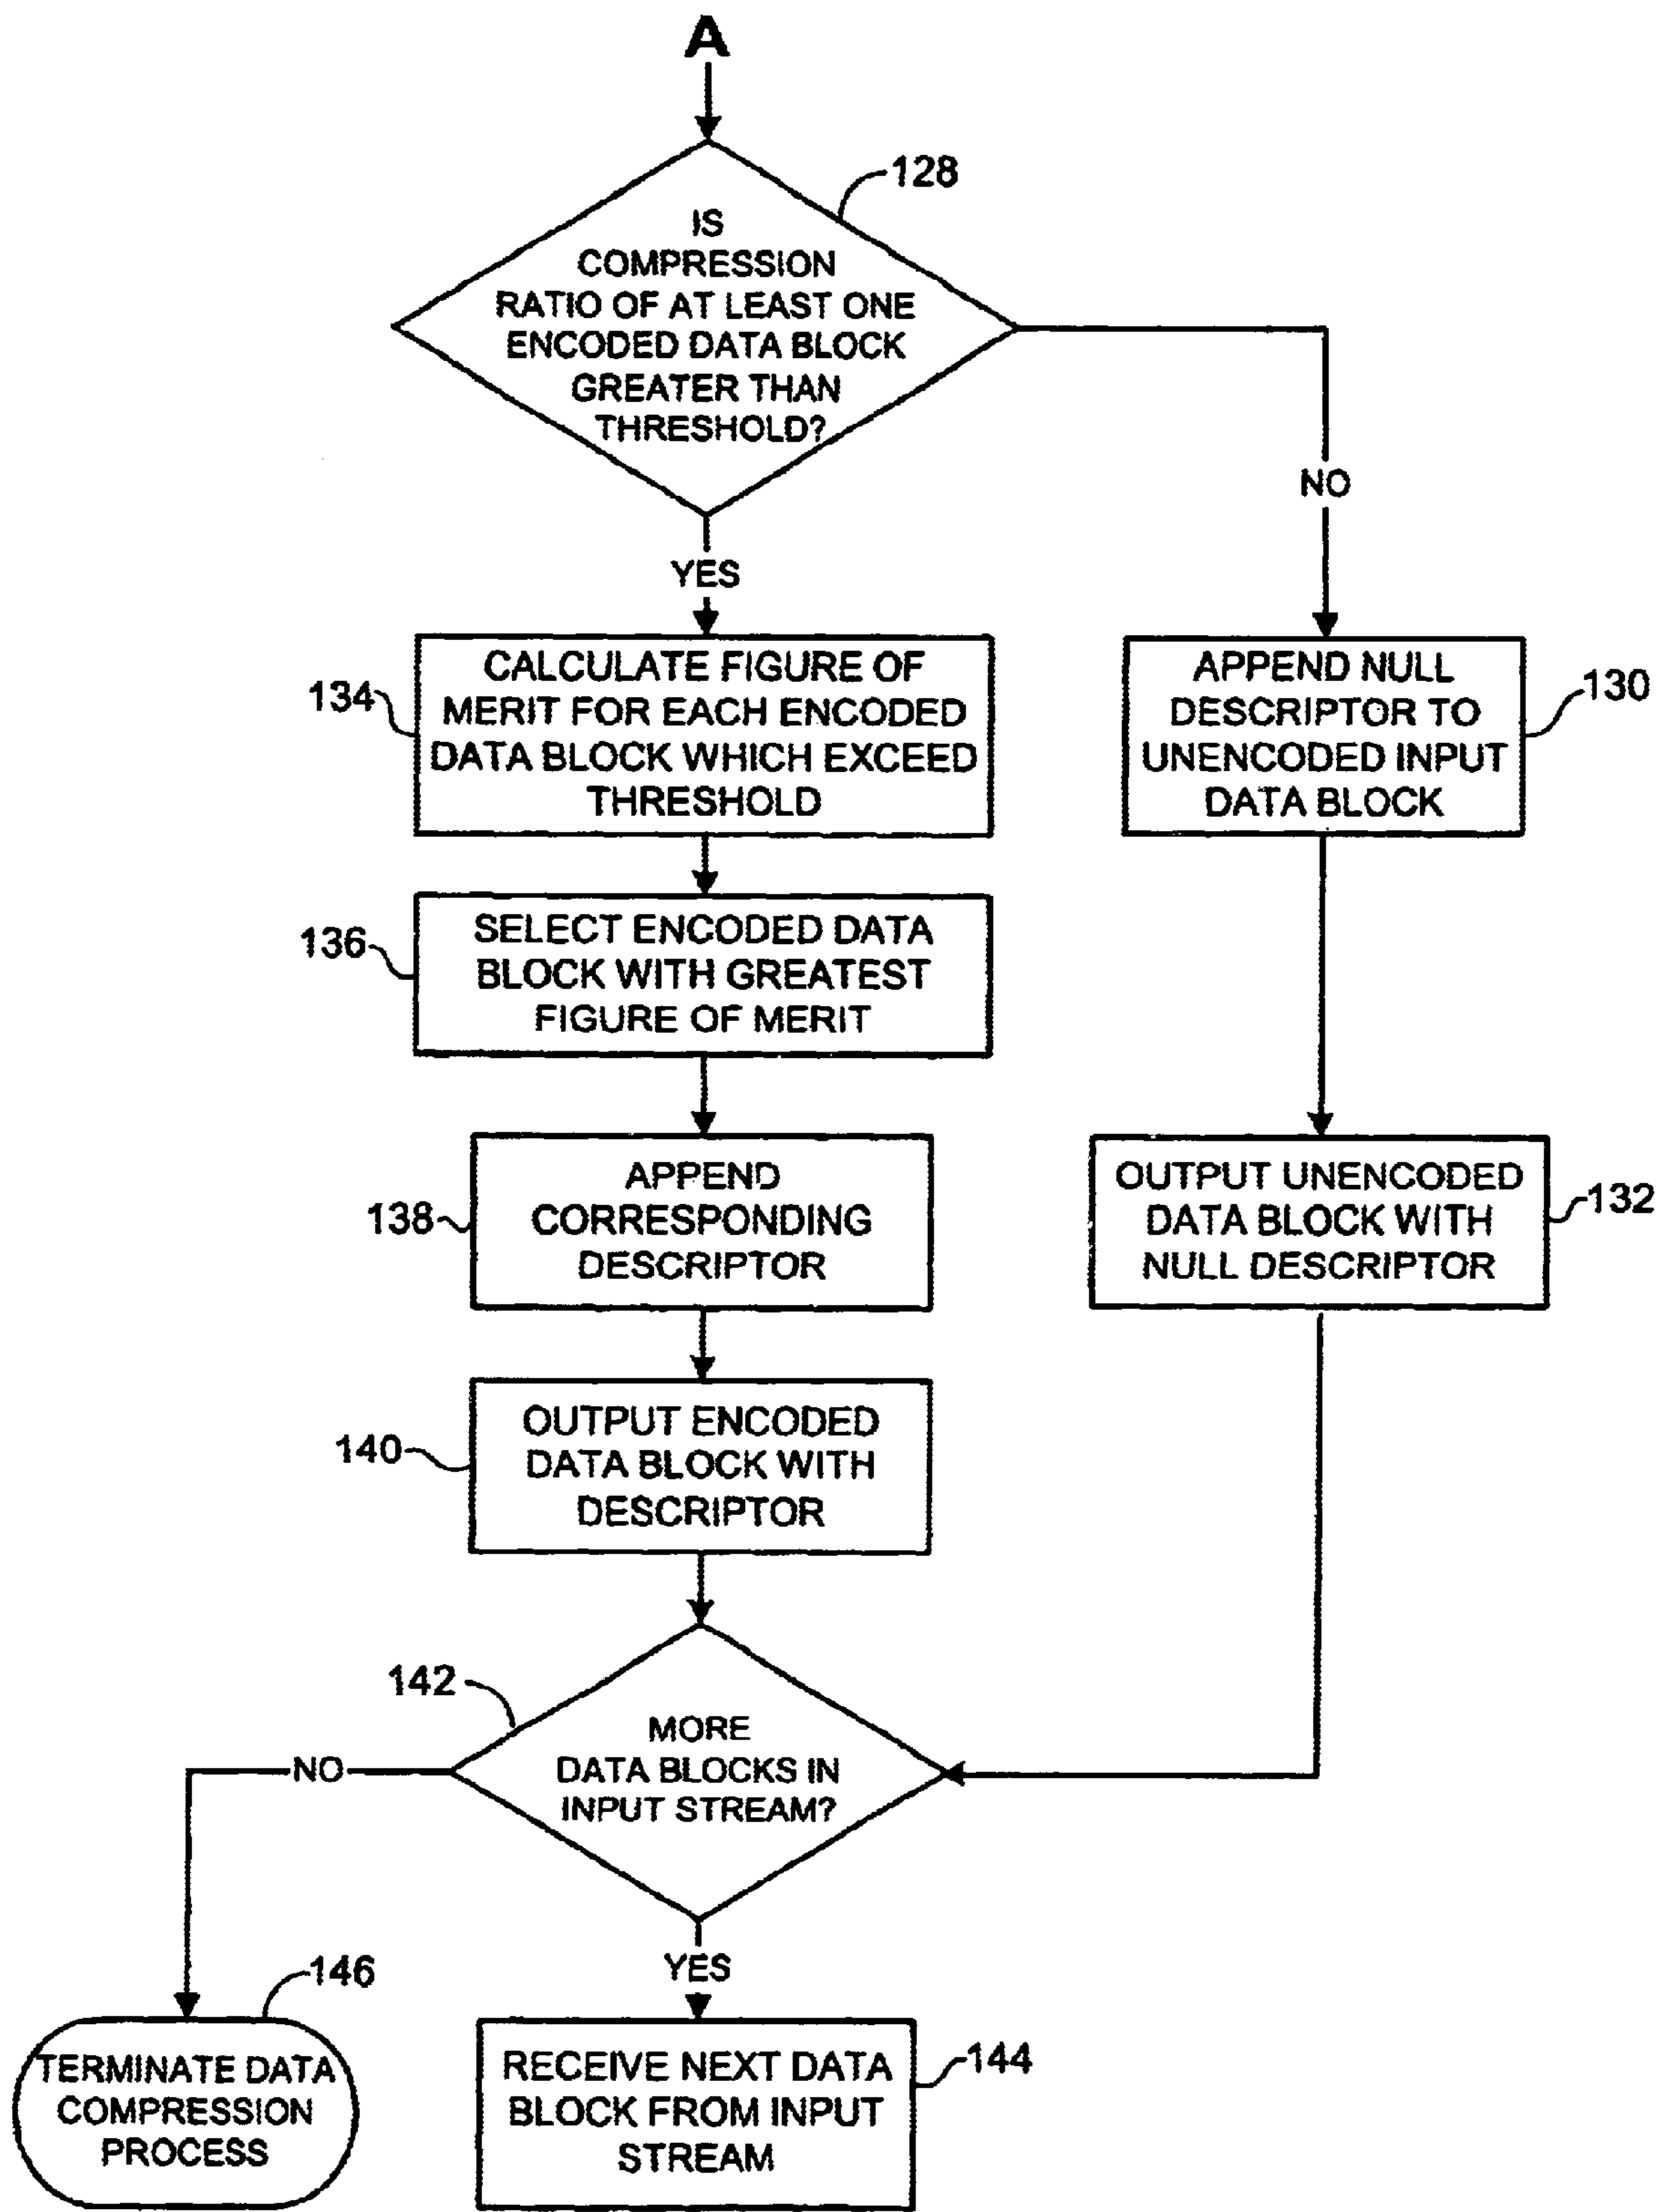 A
128
IS
COMPRESSION
RATIO OF AT LEAST ONE
ENCODED DATA BLOCK
GREATER THAN
THRESHOLD?
NO
YES
134
CALCULATE FIGURE OF
MERIT FOR EACH ENCODED
DATA BLOCK WHICH EXCEED
THRESHOLD
APPEND NULL
DESCRIPTOR TO
UNENCODED INPUT
DATA BLOCK
130
136
SELECT ENCODED DATA
BLOCK WITH GREATEST
FIGURE OF MERIT
138
APPEND
CORRESPONDING
DESCRIPTOR
OUTPUT UNENCODED
DATA BLOCK WITH
NULL DESCRIPTOR
132
140
OUTPUT ENCODED
DATA BLOCK WITH
DESCRIPTOR
142
MORE
DATA BLOCKS IN
INPUT STREAM?
NO
YES
146
TERMINATE DATA
COMPRESSION
PROCESS
RECEIVE NEXT DATA
BLOCK FROM INPUT
STREAM
144